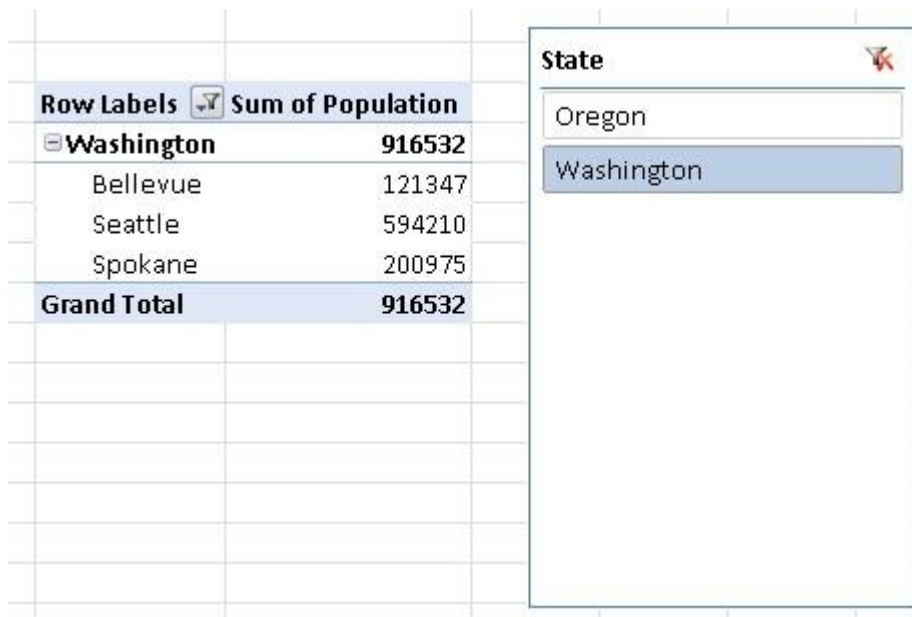 Row Labels Sum of Population
Washington 916532
Bellevue 121347
Seattle 594210
Spokane 200975
Grand Total 916532
State
Oregon
Washington